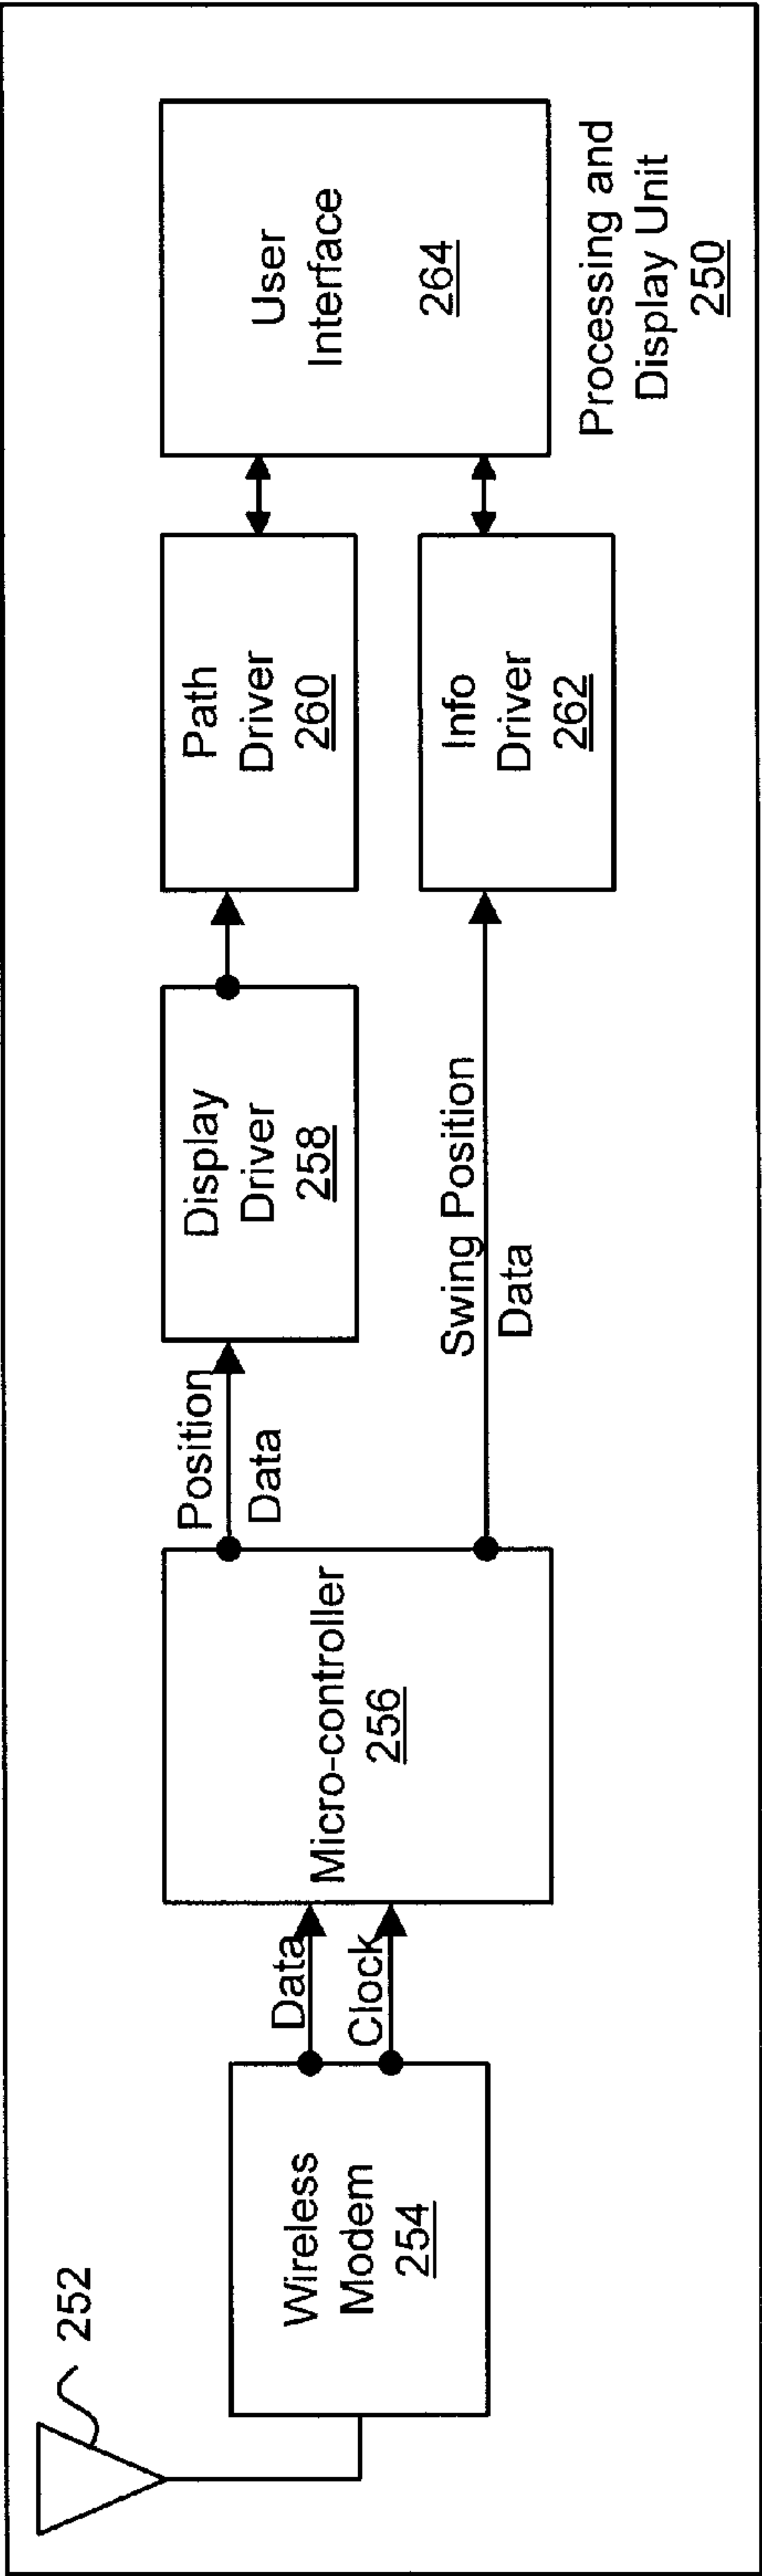 252
Wireless
Modem
254
Data
Clock
Micro-controller
256
Position
Data
Swing Position
Data
Display
Driver
258
Path
Driver
260
Info
Driver
262
User
Interface
264
Processing and
Display Unit
250